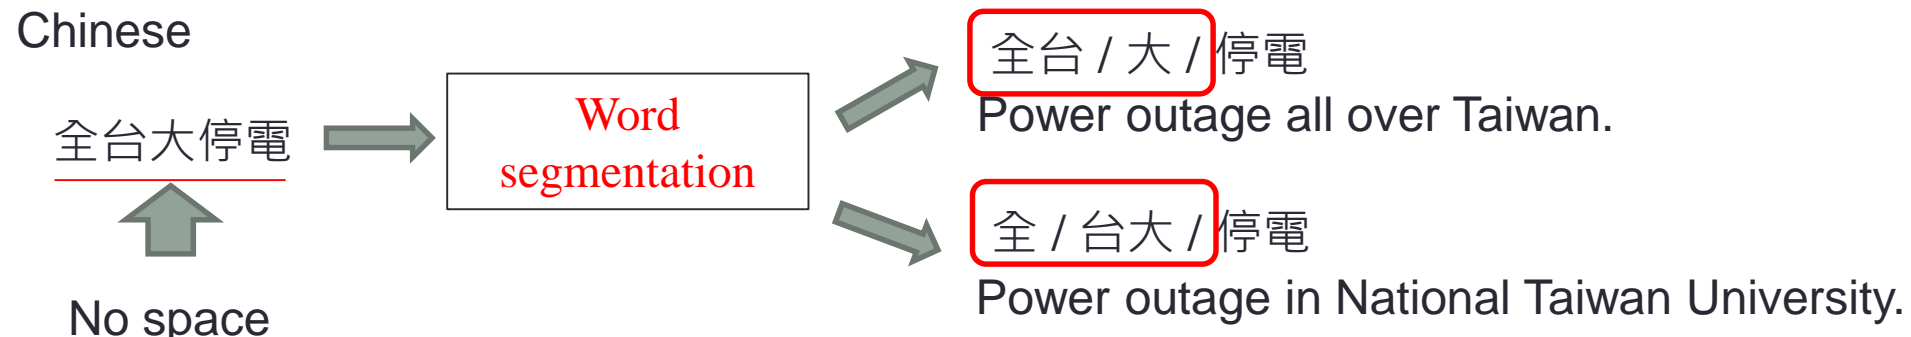 Chinese
全台大停電
No space
Word
segmentation
全台 / 大 / 停電
Power outage all over Taiwan.
全 / 台大 / 停電
Power outage in National Taiwan University.